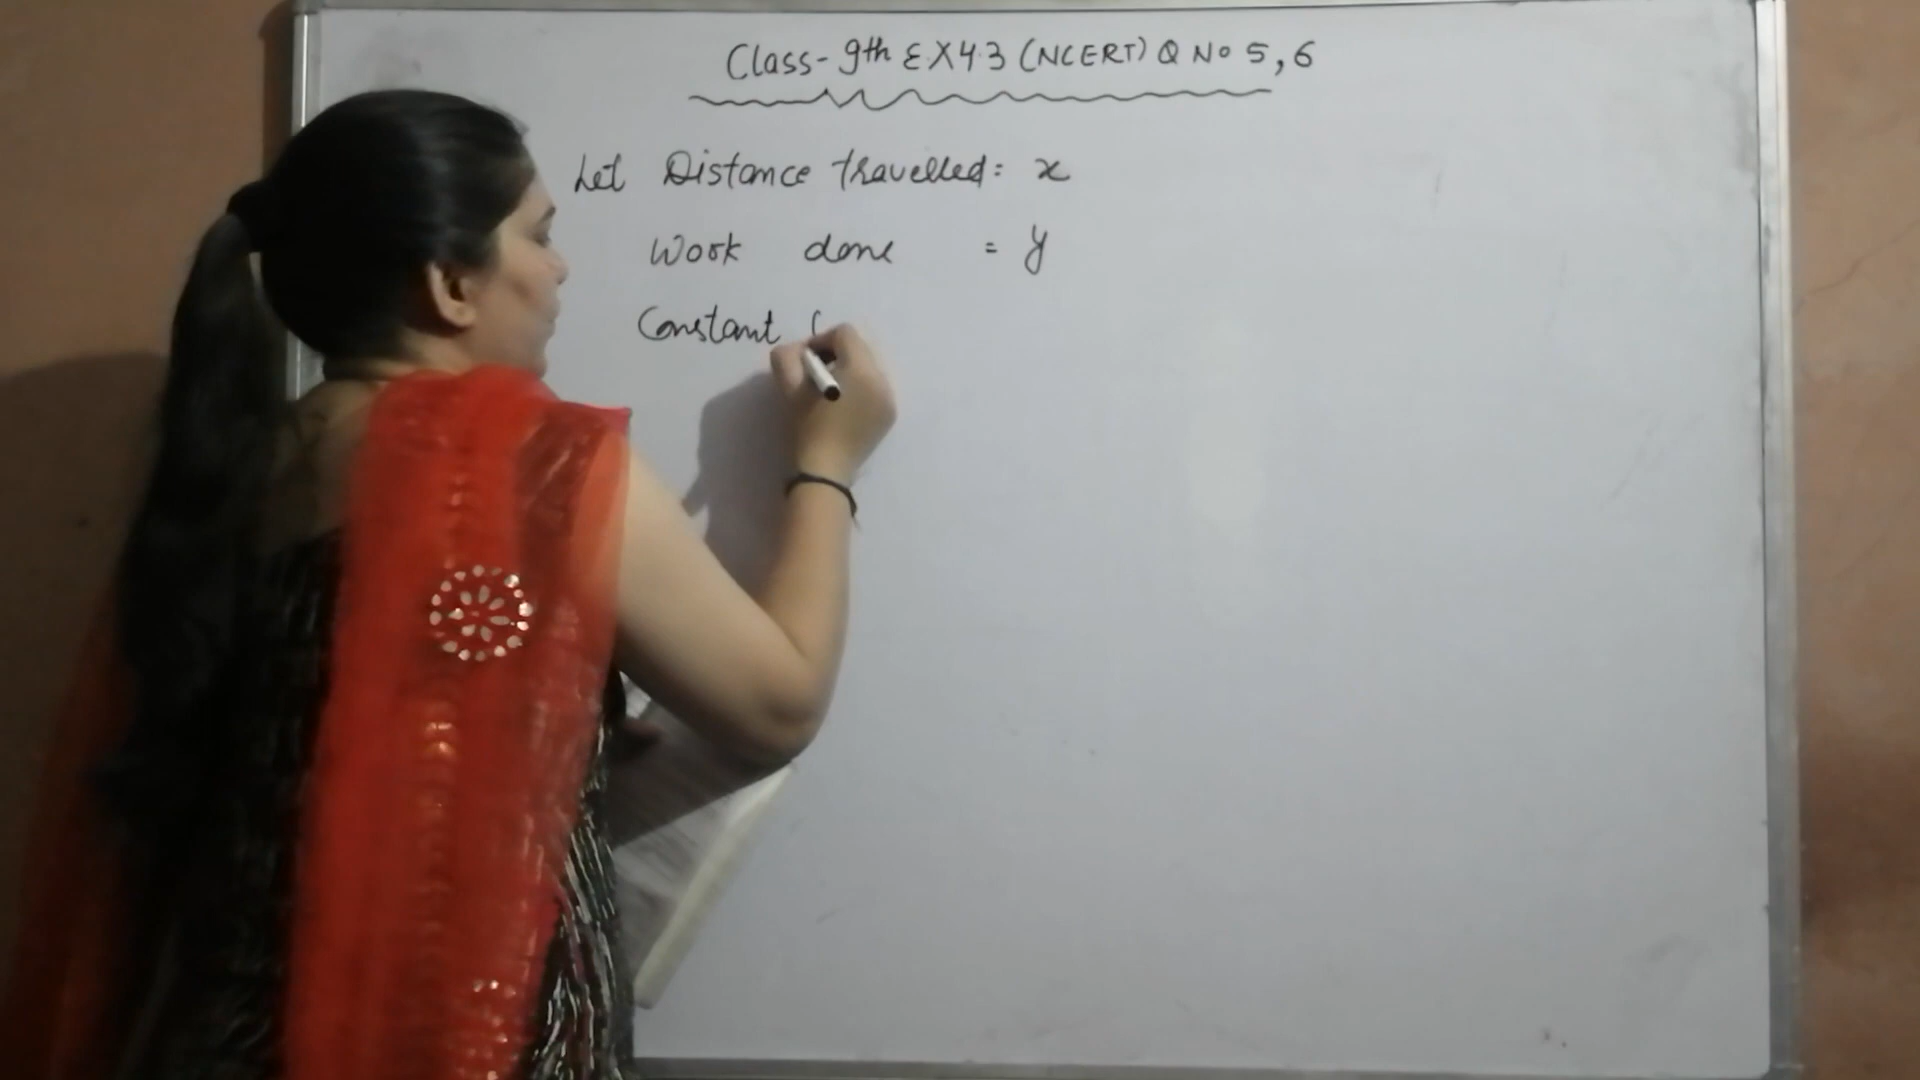 Class-9th EX4.3 (NCERT) Q No 5,6
Let Distance travelled = x
Work done = y
Constant (